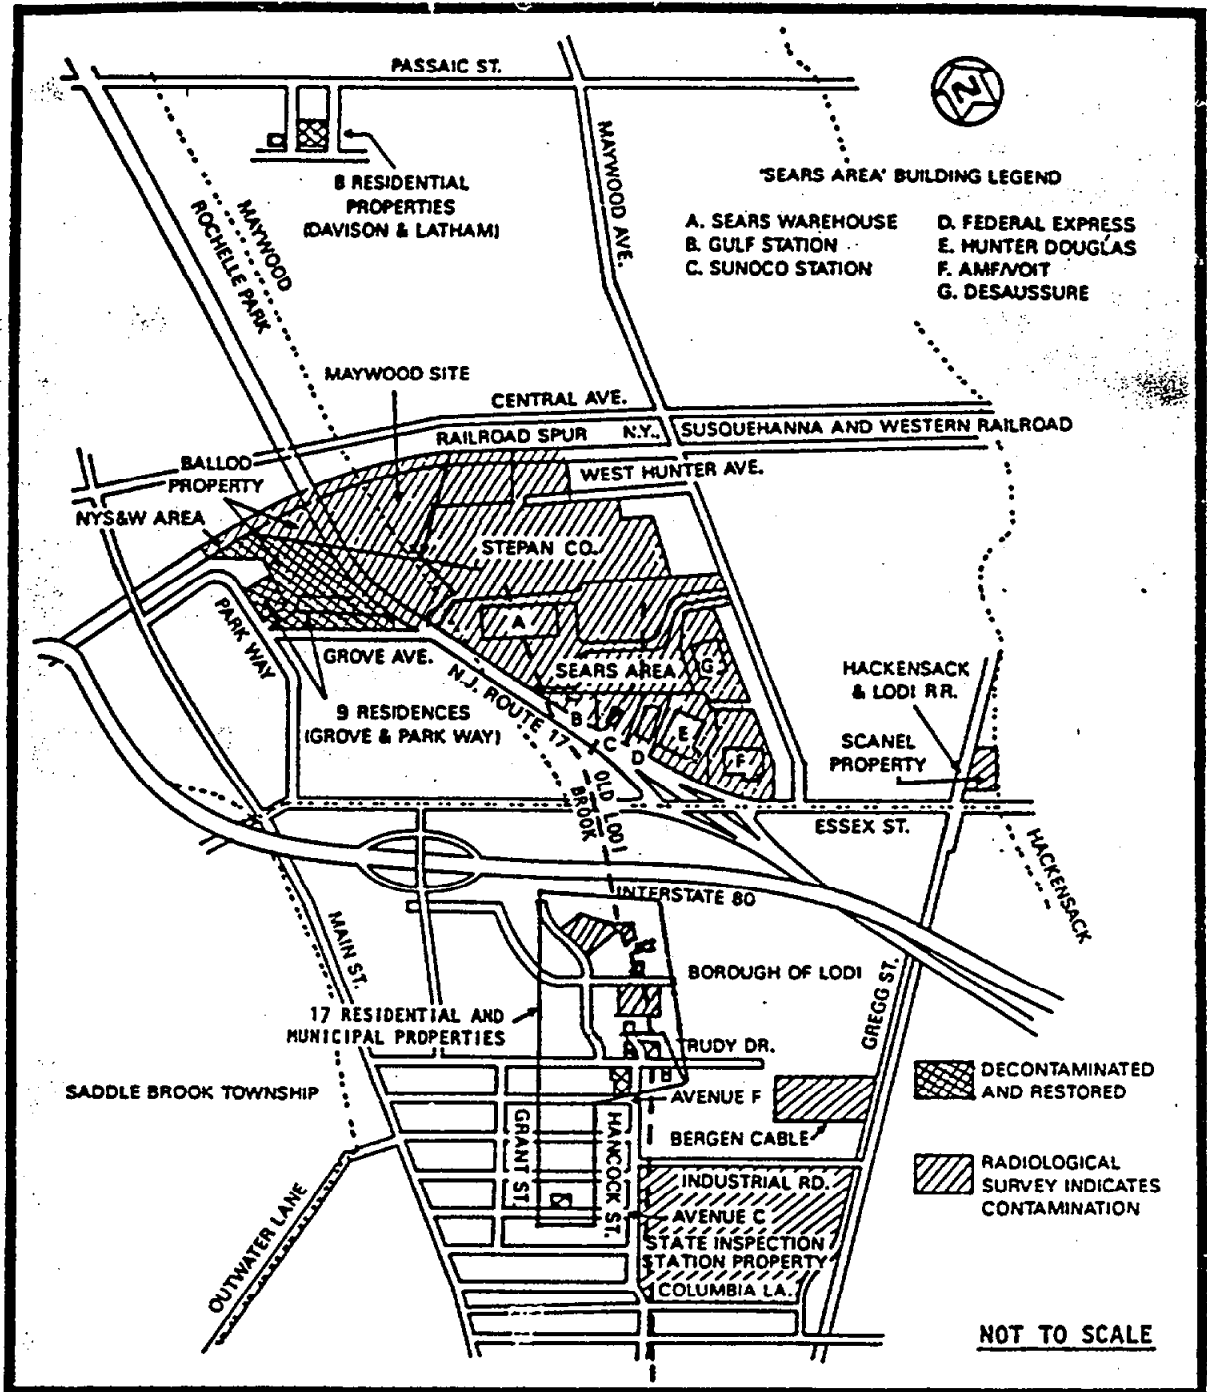 PASSAIC ST.
N
MAYWOOD AVE.
'SEARS AREA' BUILDING LEGEND
A. SEARS WAREHOUSE
B. GULF STATION
C. SUNOCO STATION
D. FEDERAL EXPRESS
E. HUNTER DOUGLAS
F. AMF/VOIT
G. DESAUSSURE
8 RESIDENTIAL
PROPERTIES
(DAVISON & LATHAM)
MAYWOOD
ROCHELLE PARK
MAYWOOD SITE
CENTRAL AVE.
RAILROAD SPUR
N.Y., SUSQUEHANNA AND WESTERN RAILROAD
WEST HUNTER AVE.
BALLOD
PROPERTY
NYS&W AREA
STEPAN CO.
A
SEARS AREA
G
B
C
D
E
F
PARK WAY
GROVE AVE.
N.J. ROUTE 17
9 RESIDENCES
(GROVE & PARK WAY)
HACKENSACK
& LODI RR.
SCANEL
PROPERTY
OLD LODI
BROOK
ESSEX ST.
HACKENSACK
INTERSTATE 80
MAIN ST.
BOROUGH OF LODI
17 RESIDENTIAL AND
MUNICIPAL PROPERTIES
GREGG ST.
TRUDY DR.
SADDLE BROOK TOWNSHIP
AVENUE F
BERGEN CABLE
GRANT ST.
HANCOCK ST.
INDUSTRIAL RD.
AVENUE C
STATE INSPECTION
STATION PROPERTY
COLUMBIA LA.
OUTWATER LANE
DECONTAMINATED
AND RESTORED
RADIOLOGICAL
SURVEY INDICATES
CONTAMINATION
NOT TO SCALE